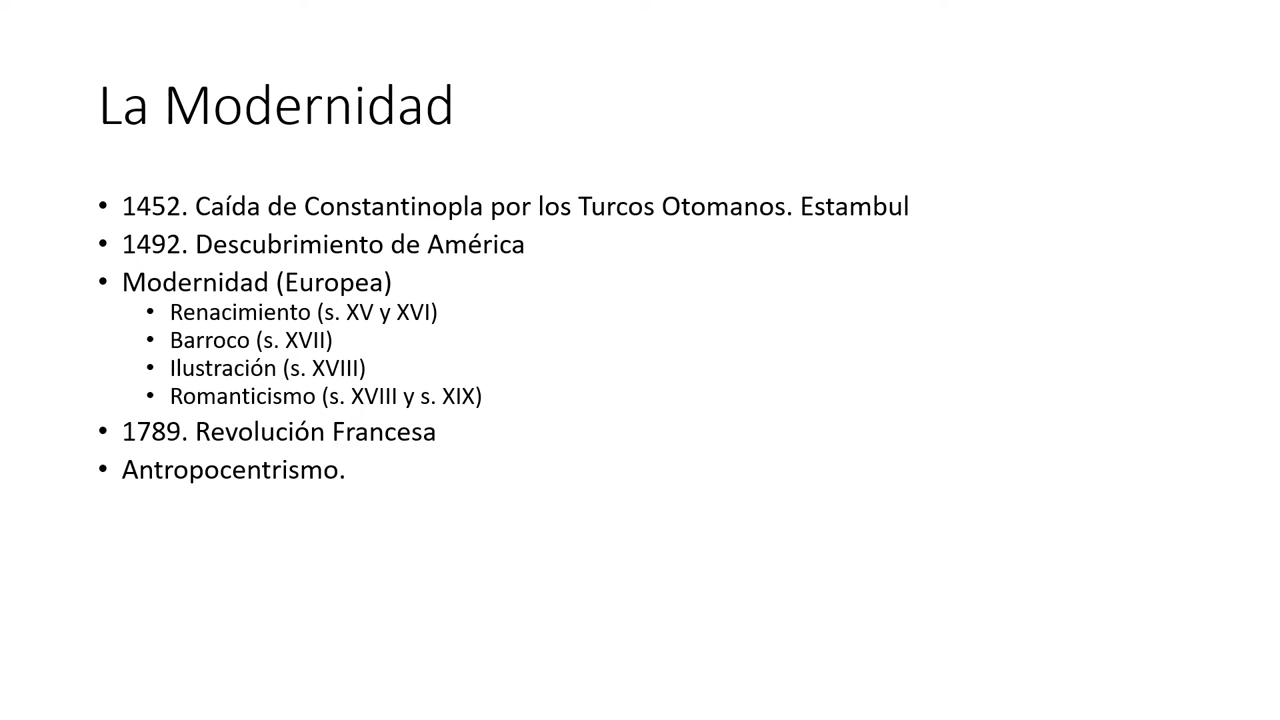 La Modernidad
• 1452. Caída de Constantinopla por los Turcos Otomanos. Estambul
• 1492. Descubrimiento de América
• Modernidad (Europea)
• Renacimiento (s. XV y XVI)
• Barroco (s. XVII)
• Ilustración (s. XVIII)
• Romanticismo (s. XVIII y s. XIX)
• 1789. Revolución Francesa
• Antropocentrismo.